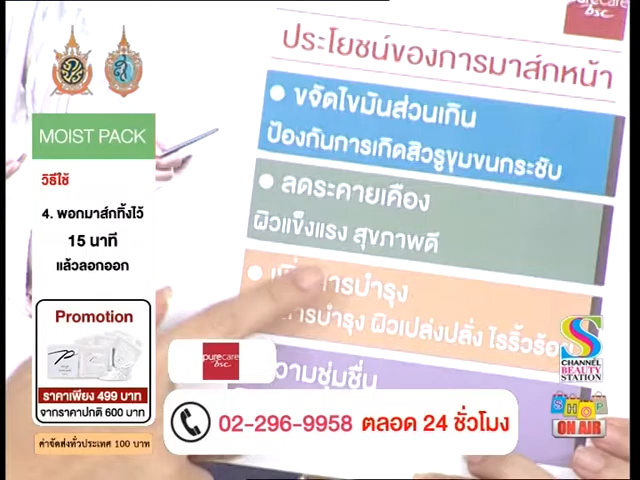 purecare
bsc
ประโยชน์ของการมาส์กหน้า
ขจัดไขมันส่วนเกิน
ป้องกันการเกิดสิวรูขุมขนกระชับ
ลดระคายเคือง
ผิวแข็งแรง สุขภาพดี
การบำรุง
การบำรุง ผิวเปล่งปลั่ง ไร้ริ้วรอย
ความชุ่มชื่น
MOIST PACK
วิธีใช้
4. พอกมาส์กทิ้งไว้
15 นาที
แล้วลอกออก
Promotion
ราคาเพียง 499 บาท
จากราคาปกติ 600 บาท
ค่าจัดส่งทั่วประเทศ 100 บาท
purecare
bsc
02-296-9958 ตลอด 24 ชั่วโมง
S
CHANNEL
BEAUTY
STATION
SHOP
ON AIR